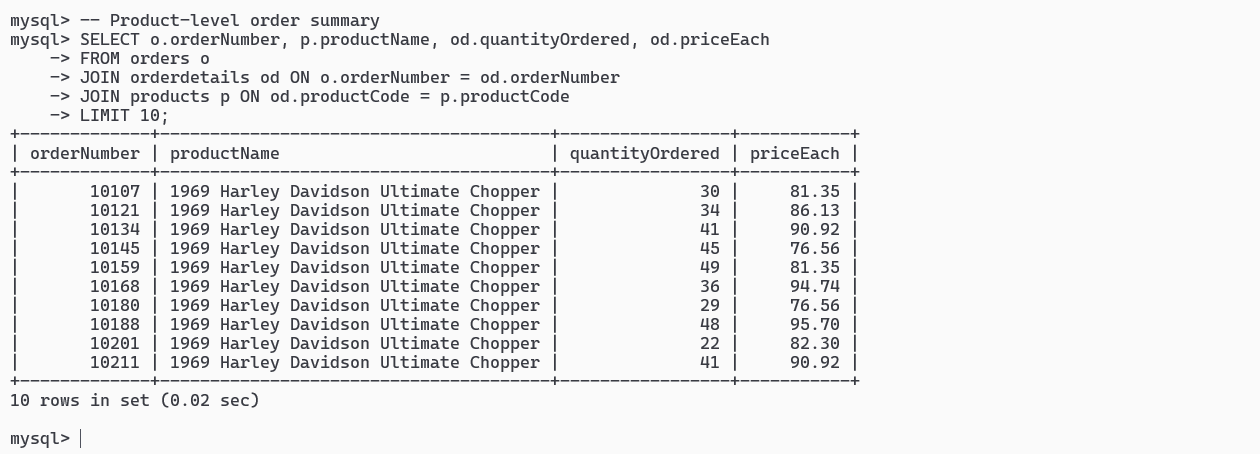 mysql> -- Product-level order summary
mysql> SELECT o.orderNumber, p.productName, od.quantityOrdered, od.priceEach
    -> FROM orders o
    -> JOIN orderdetails od ON o.orderNumber = od.orderNumber
    -> JOIN products p ON od.productCode = p.productCode
    -> LIMIT 10;
+-------------+---------------------------------------+-----------------+-----------+
| orderNumber | productName                           | quantityOrdered | priceEach |
+-------------+---------------------------------------+-----------------+-----------+
|       10107 | 1969 Harley Davidson Ultimate Chopper |              30 |     81.35 |
|       10121 | 1969 Harley Davidson Ultimate Chopper |              34 |     86.13 |
|       10134 | 1969 Harley Davidson Ultimate Chopper |              41 |     90.92 |
|       10145 | 1969 Harley Davidson Ultimate Chopper |              45 |     76.56 |
|       10159 | 1969 Harley Davidson Ultimate Chopper |              49 |     81.35 |
|       10168 | 1969 Harley Davidson Ultimate Chopper |              36 |     94.74 |
|       10180 | 1969 Harley Davidson Ultimate Chopper |              29 |     76.56 |
|       10188 | 1969 Harley Davidson Ultimate Chopper |              48 |     95.70 |
|       10201 | 1969 Harley Davidson Ultimate Chopper |              22 |     82.30 |
|       10211 | 1969 Harley Davidson Ultimate Chopper |              41 |     90.92 |
+-------------+---------------------------------------+-----------------+-----------+
10 rows in set (0.02 sec)

mysql>